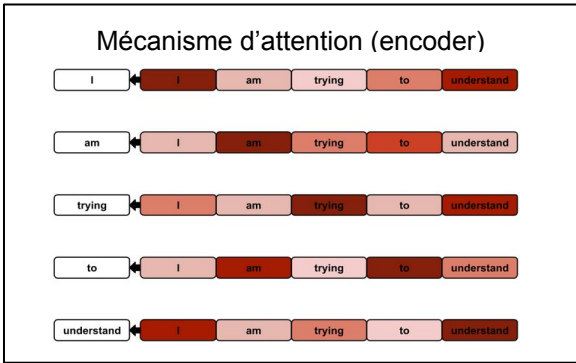 Mécanisme d'attention (encoder)
I I am trying to understand
am I am trying to understand
trying I am trying to understand
to I am trying to understand
understand I am trying to understand